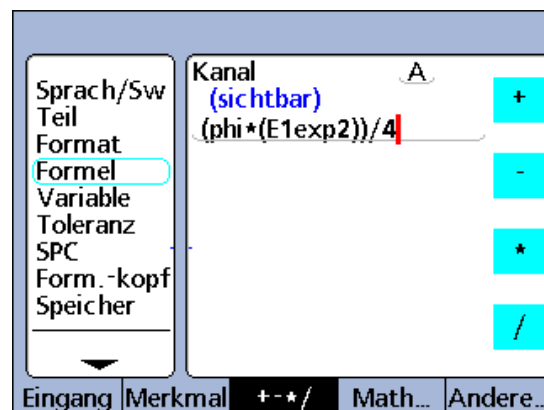 Sprach/Sw
Teil
Format
Formel
Variable
Toleranz
SPC
Form.-kopf
Speicher
Kanal A
(sichtbar)
(phi*(E1exp2))/4
+
-
*
/
Eingang Merkmal +-*/ Math... Andere..